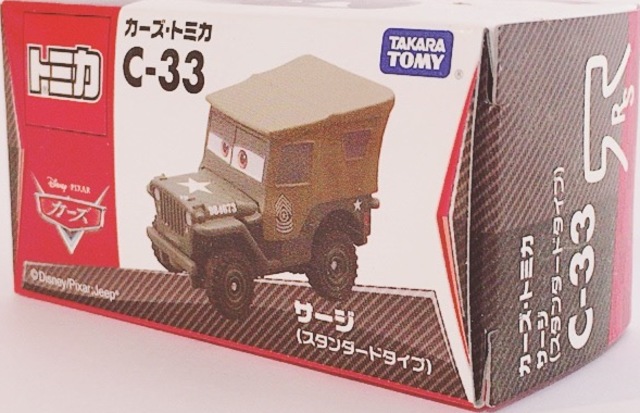 トミカ
カーズ・トミカ
C-33
TAKARA
TOMY
®
Disney PIXAR
カーズ
©Disney/Pixar;Jeep®
サージ
(スタンダードタイプ)
カーズ・トミカ
サージ
(スタンダードタイプ)
C-33
RS